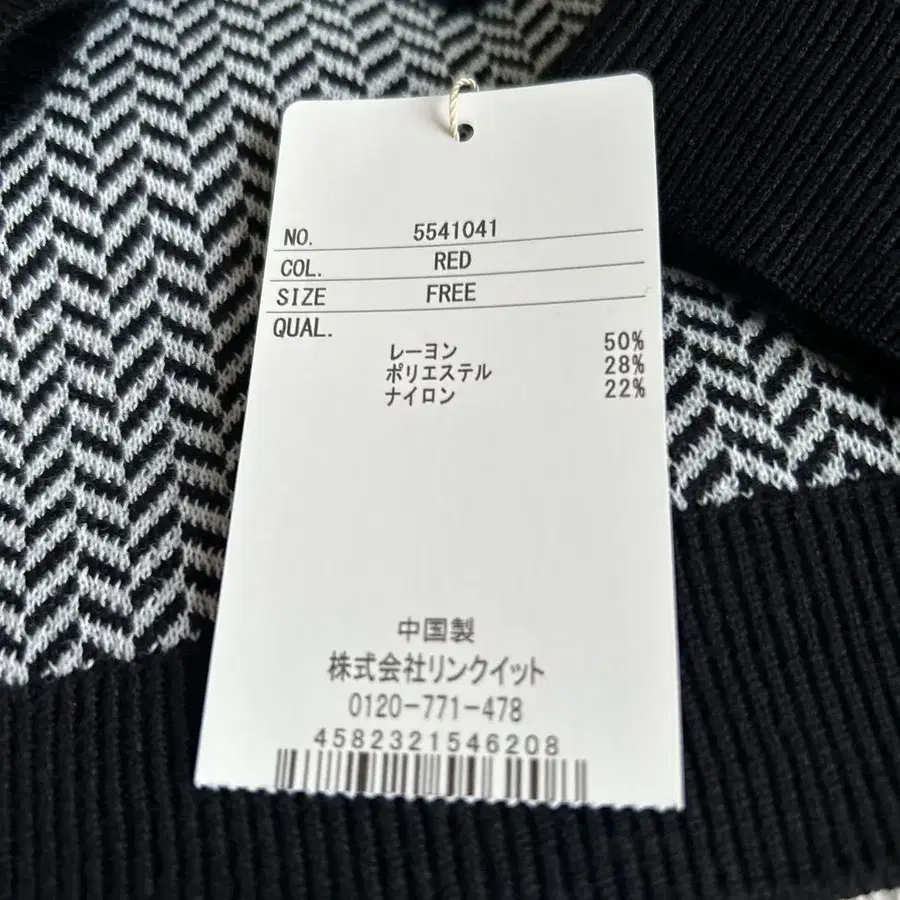 NO. 5541041
COL. RED
SIZE FREE
QUAL.
レーヨン 50%
ポリエステル 28%
ナイロン 22%
中国製
株式会社リンクイット
0120-771-478
4582321546208